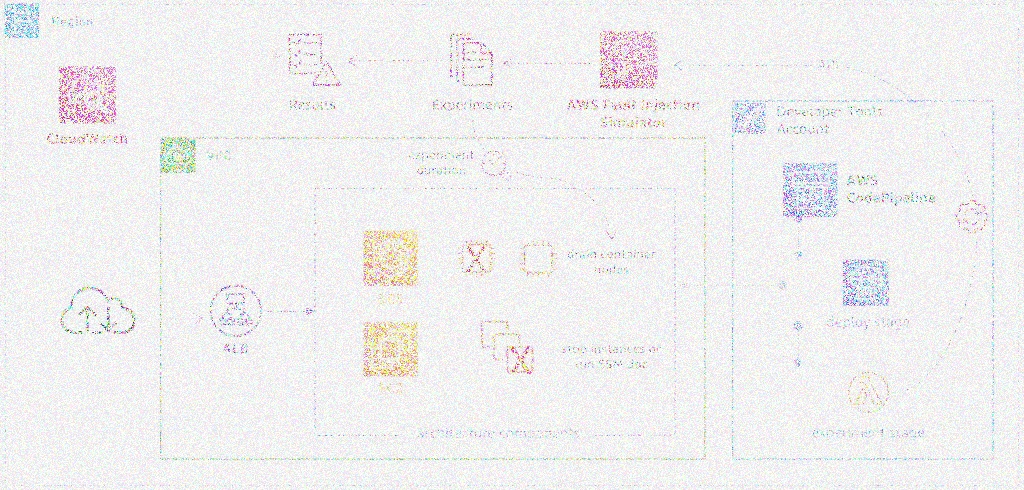 Region
Results
Experiments
AWS Fault Injection
Simulator
API
Developer Tools
Account
CloudWatch
VPC
experiment
duration
AWS
CodePipeline
drain container
nodes
deploy stage
ALB
stop instances or
run SSM doc
architecture components
experiment stage